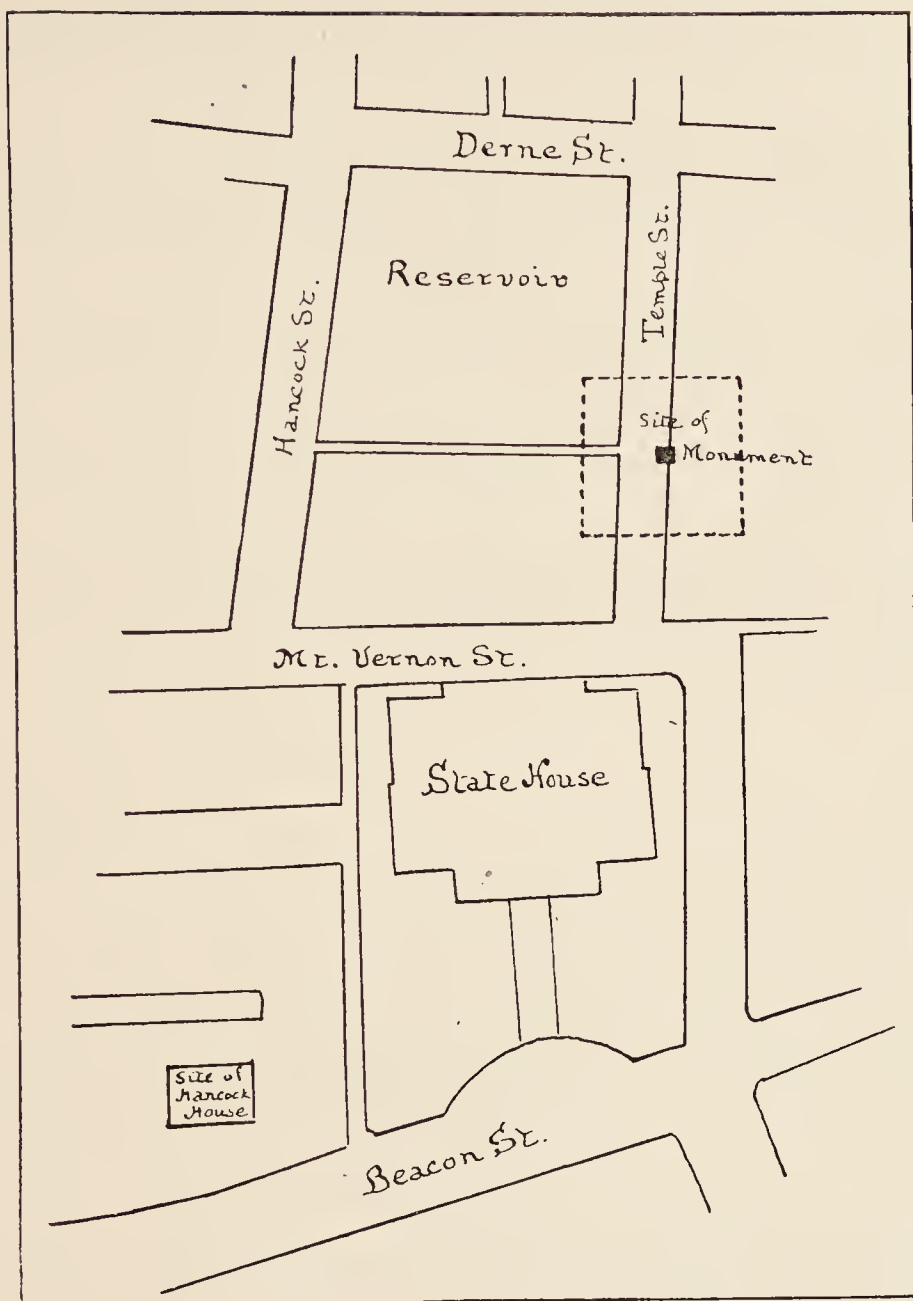 Derne St.
Reservoir
Temple St.
Hancock St.
Site of
Monument
Mt. Vernon St.
State House
Site of
Hancock
House
Beacon St.